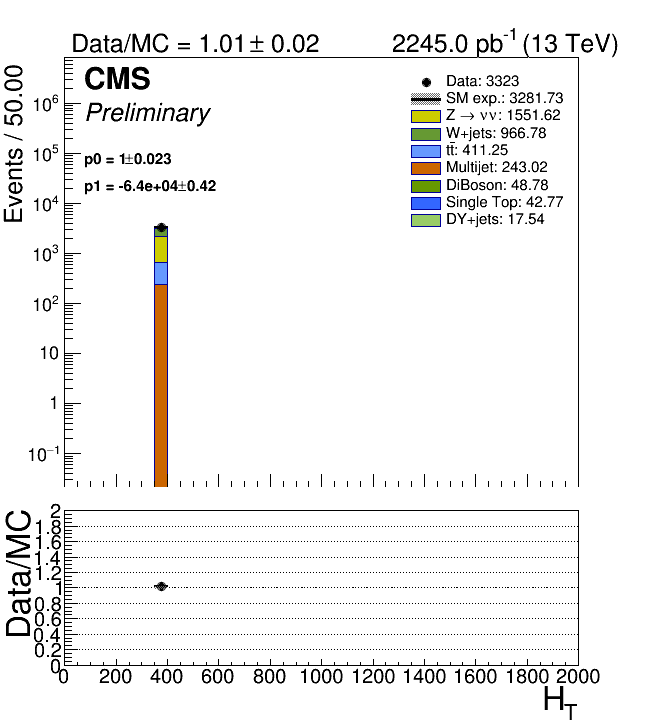 Data/MC = 1.01± 0.02 2245.0 pb⁻¹ (13 TeV)
CMS
Preliminary
p0 = 1±0.023
p1 = -6.4e+04±0.42
Data: 3323
SM exp.: 3281.73
Z → νν: 1551.62
W+jets: 966.78
tt̄: 411.25
Multijet: 243.02
DiBoson: 48.78
Single Top: 42.77
DY+jets: 17.54
Events / 50.00
10⁶
10⁵
10⁴
10³
10²
10
1
10⁻¹
Data/MC
2
1.8
1.6
1.4
1.2
1
0.8
0.6
0.4
0.2
0
0 200 400 600 800 1000 1200 1400 1600 1800 2000
H_T